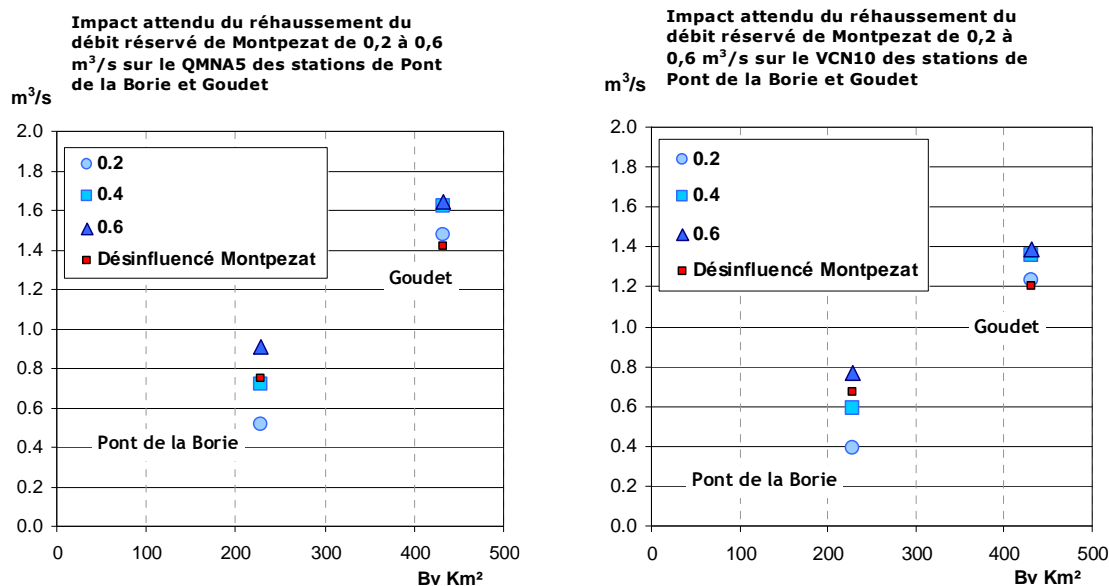 Impact attendu du réhaussement du
débit réservé de Montpezat de 0,2 à 0,6
m³/s sur le QMNA5 des stations de Pont
de la Borie et Goudet
m³/s
2.0
1.8
1.6
1.4
1.2
1.0
0.8
0.6
0.4
0.2
0.0
0.2
0.4
0.6
Désinfluencé Montpezat
Goudet
Pont de la Borie
0
100
200
300
400
500
Bv Km²
Impact attendu du réhaussement du
débit réservé de Montpezat de 0,2 à
0,6 m³/s sur le VCN10 des stations de
Pont de la Borie et Goudet
m³/s
2.0
1.8
1.6
1.4
1.2
1.0
0.8
0.6
0.4
0.2
0.0
0.2
0.4
0.6
Désinfluencé Montpezat
Goudet
Pont de la Borie
0
100
200
300
400
500
Bv Km²